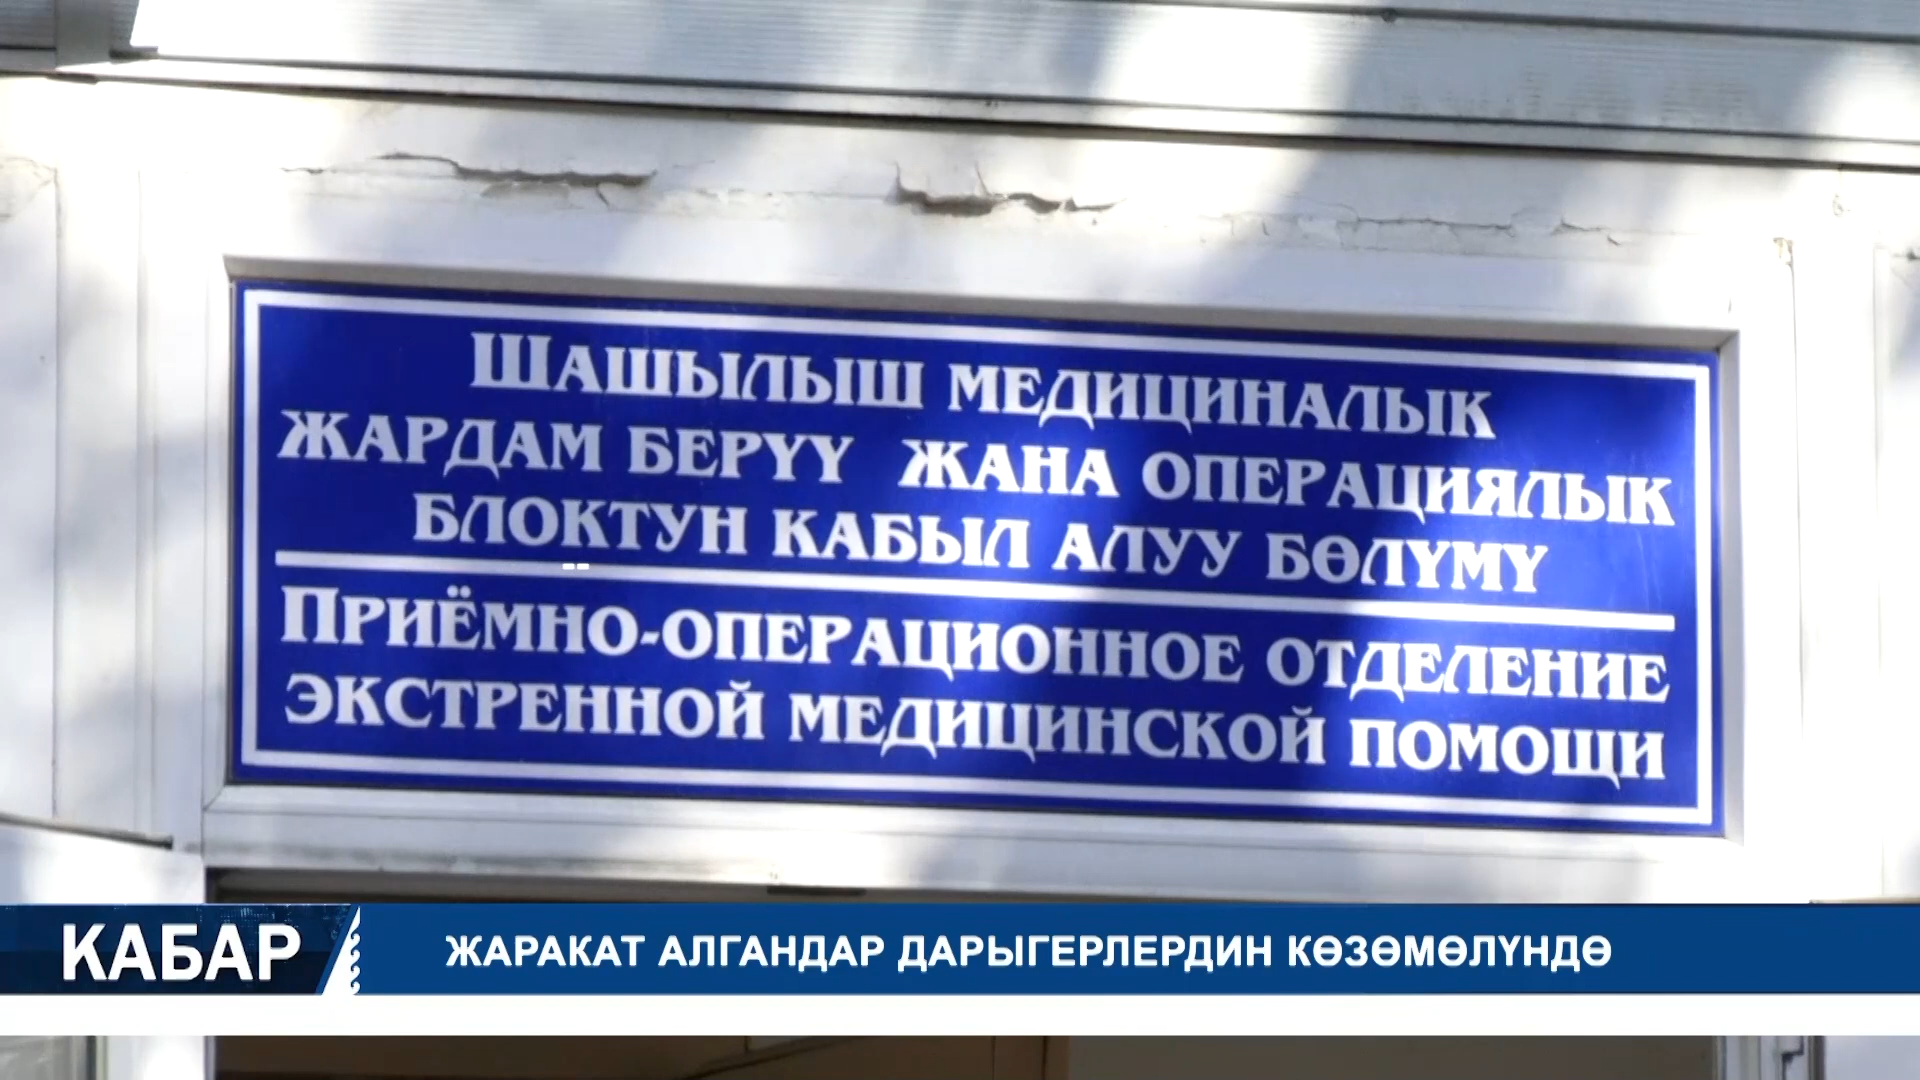 ШАШЫЛЫШ МЕДИЦИНАЛЫК
ЖАРДАМ БЕРҮҮ ЖАНА ОПЕРАЦИЯЛЫК
БЛОКТУН КАБЫЛ АЛУУ БӨЛҮМҮ
ПРИЁМНО-ОПЕРАЦИОННОЕ ОТДЕЛЕНИЕ
ЭКСТРЕННОЙ МЕДИЦИНСКОЙ ПОМОЩИ
КАБАР
ЖАРАКАТ АЛГАНДАР ДАРЫГЕРЛЕРДИН КӨЗӨМӨЛҮНДӨ